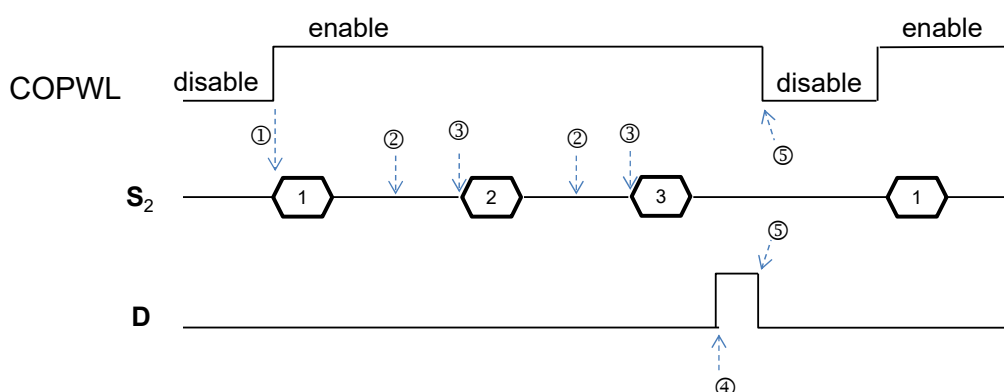 enable
enable
disable
disable
COPWL
① ② ③ ② ③
⑤
S₂ 1 2 3 1
⑤
D
④